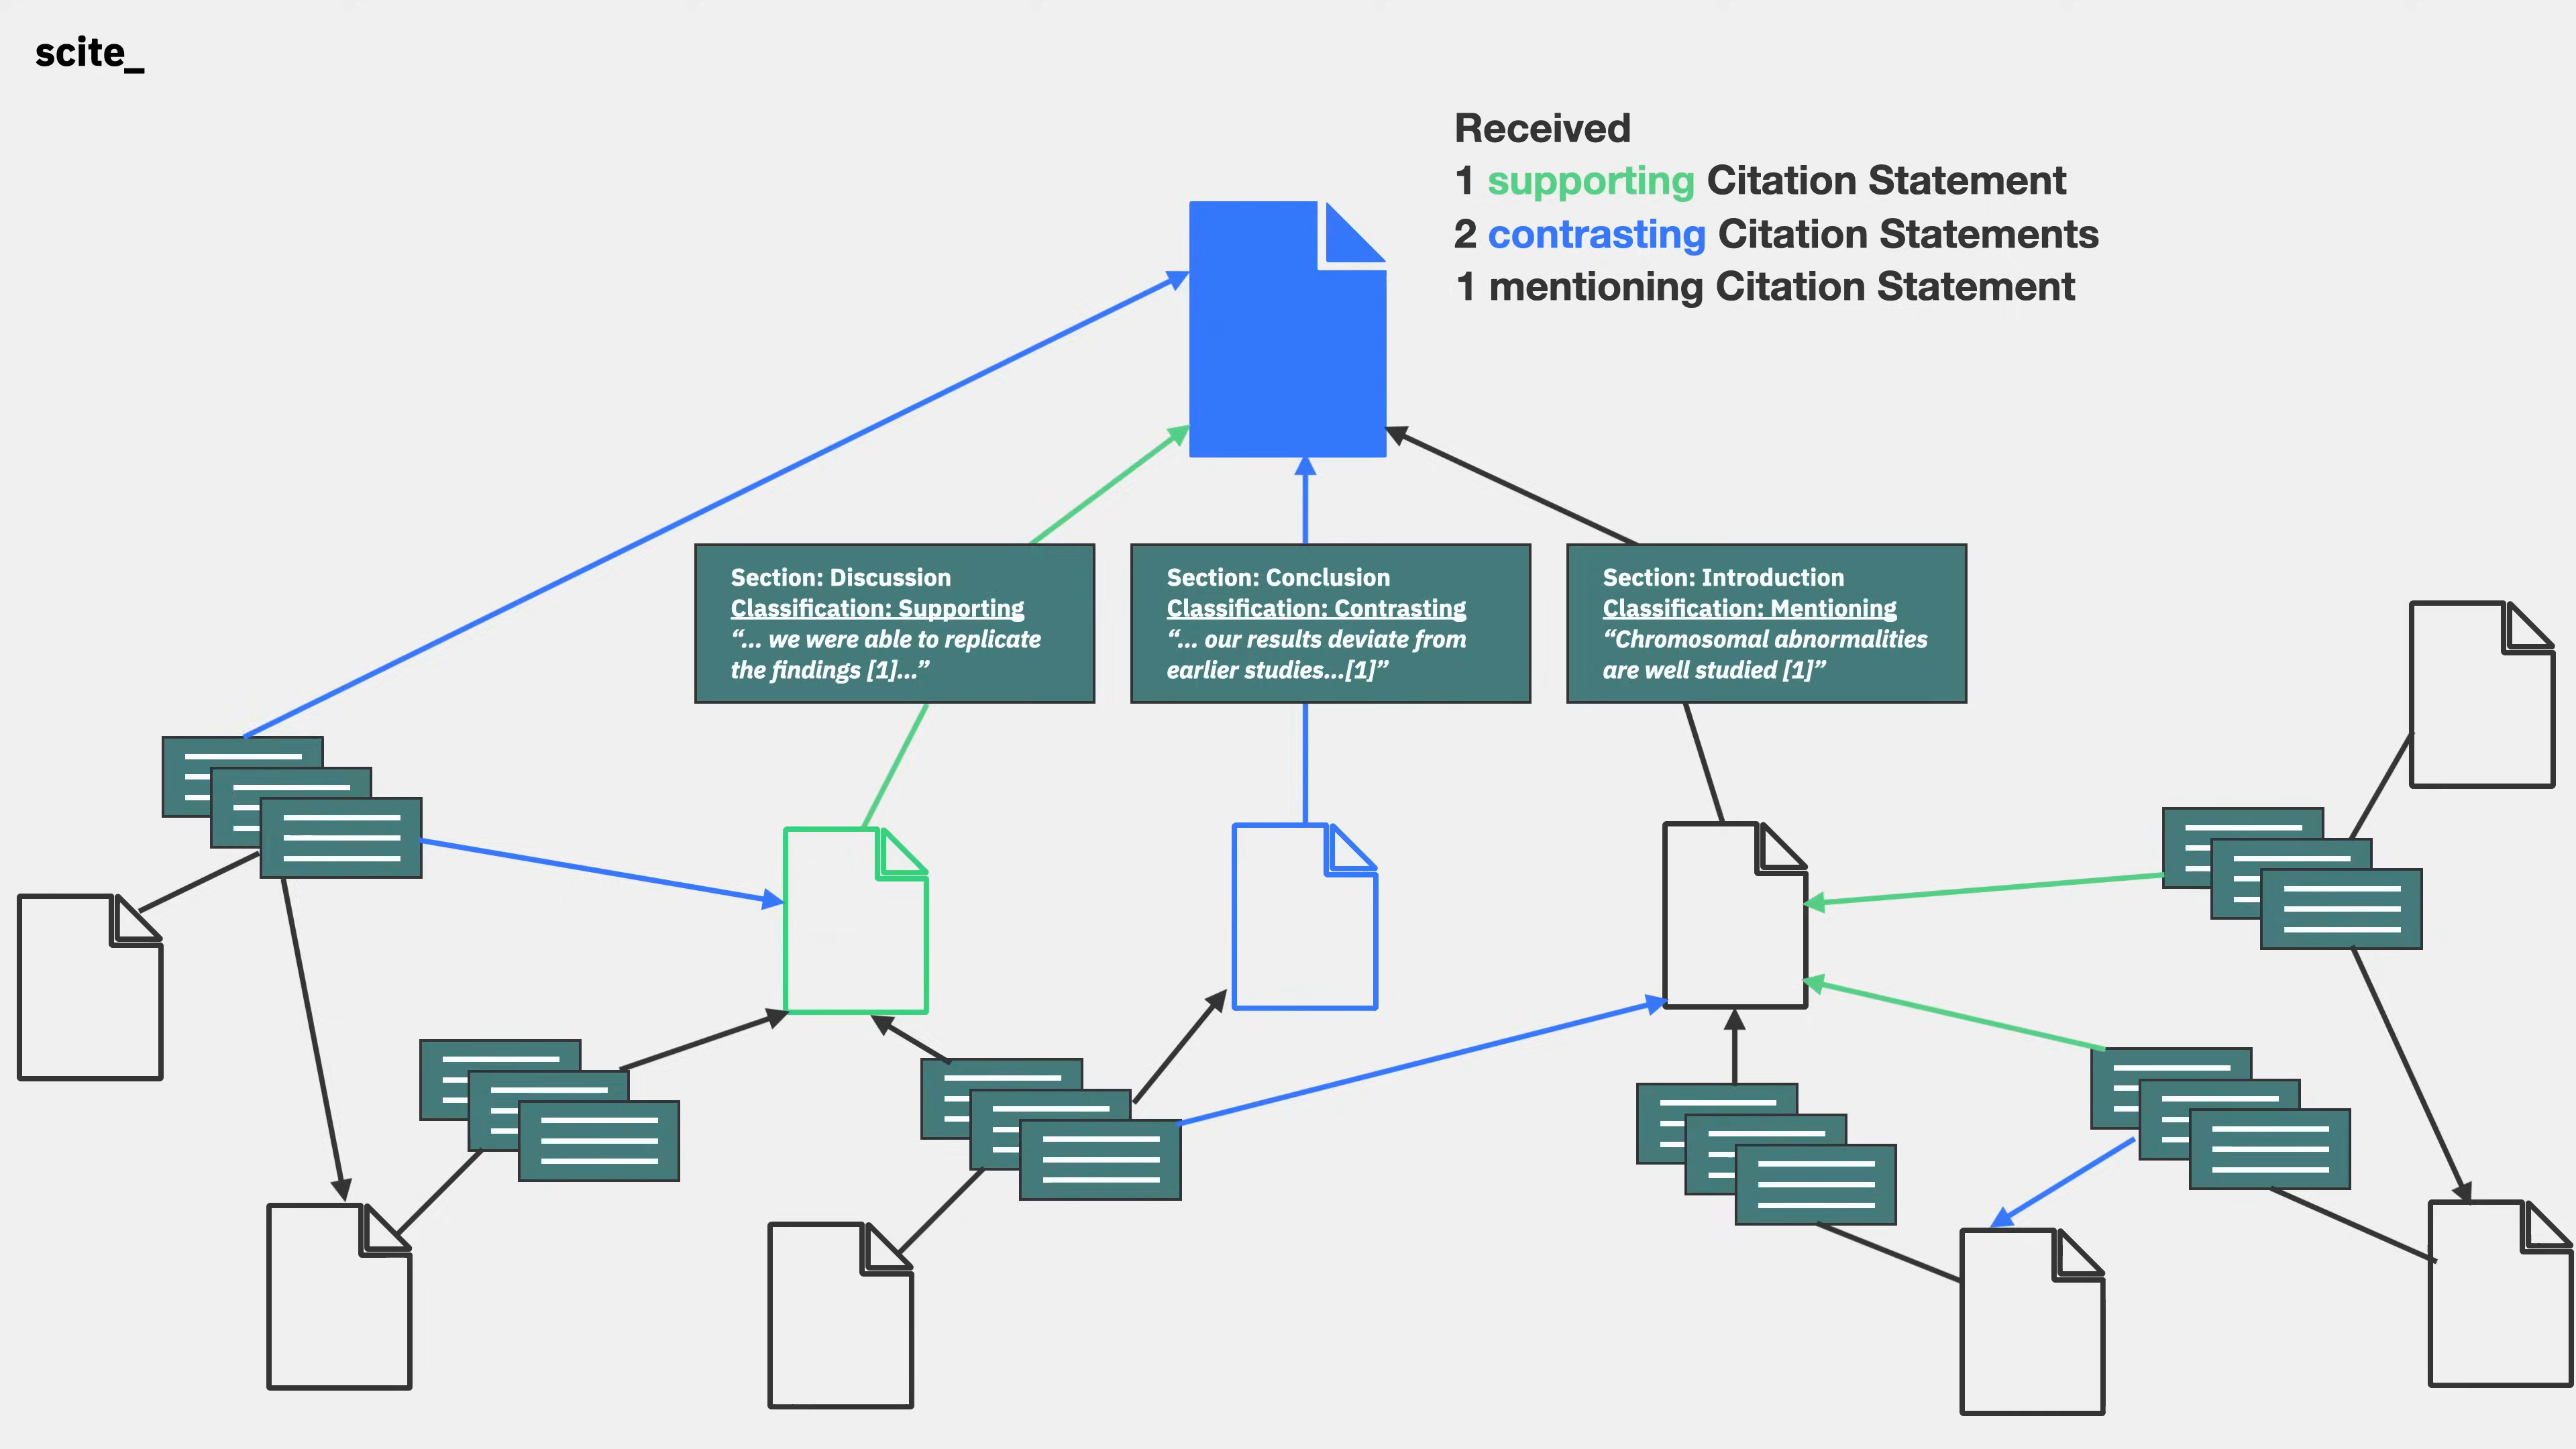 scite_
Received
1 supporting Citation Statement
2 contrasting Citation Statements
1 mentioning Citation Statement
Section: Discussion
Classification: Supporting
“... we were able to replicate
the findings [1]...”
Section: Conclusion
Classification: Contrasting
“... our results deviate from
earlier studies...[1]”
Section: Introduction
Classification: Mentioning
“Chromosomal abnormalities
are well studied [1]”